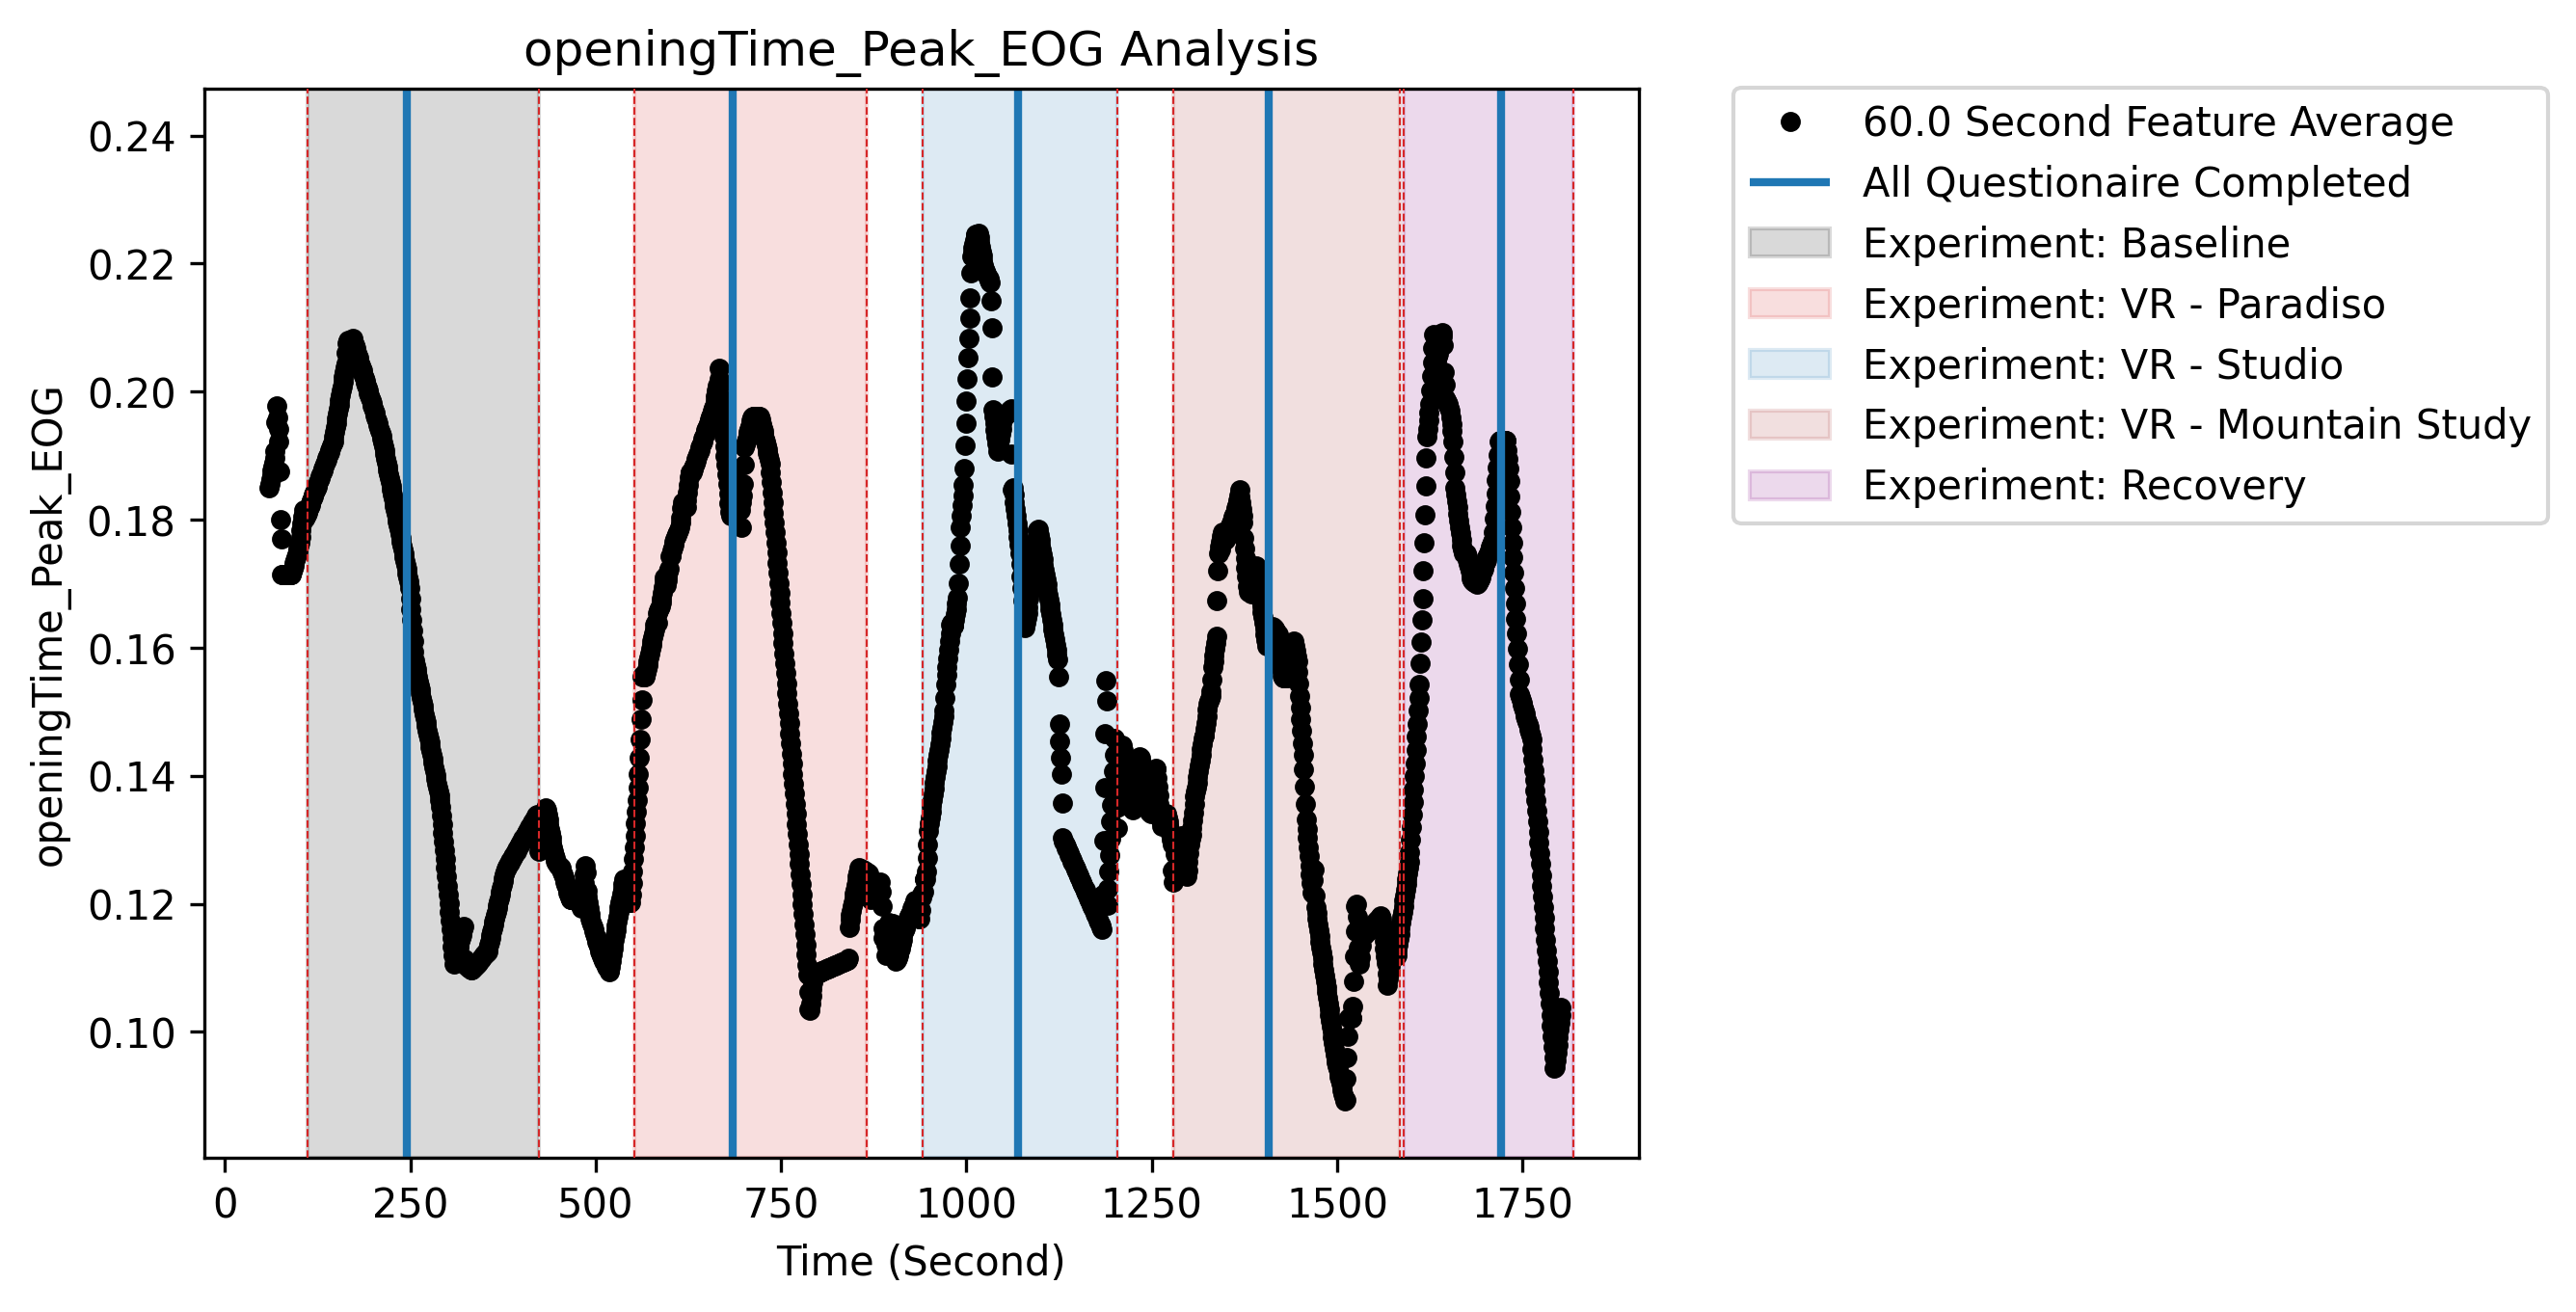 openingTime_Peak_EOG Analysis
openingTime_Peak_EOG
0.24
0.22
0.20
0.18
0.16
0.14
0.12
0.10
0 250 500 750 1000 1250 1500 1750
Time (Second)
60.0 Second Feature Average
All Questionaire Completed
Experiment: Baseline
Experiment: VR - Paradiso
Experiment: VR - Studio
Experiment: VR - Mountain Study
Experiment: Recovery